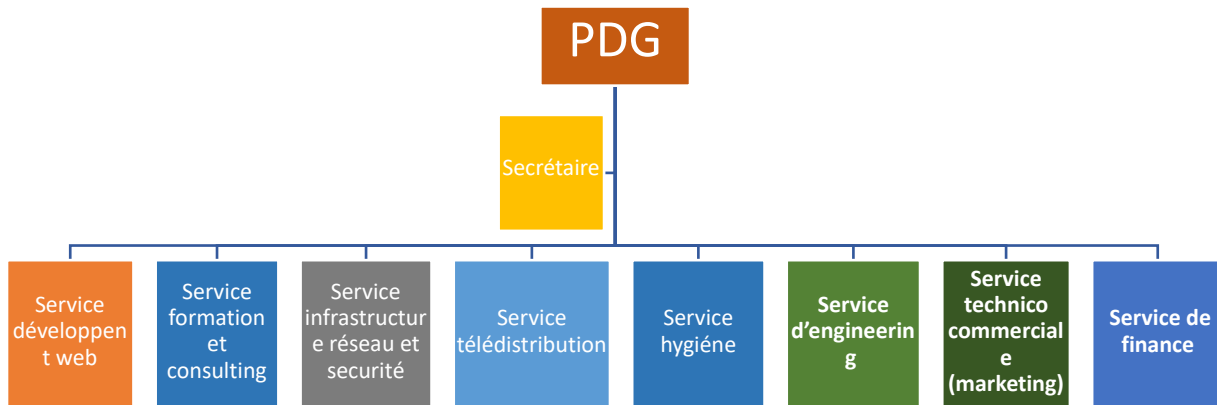 PDG
Secrétaire
Service
développen
t web
Service
formation
et
consulting
Service
infrastructur
e réseau et
securité
Service
télédistribution
Service
hygiéne
Service
d’engineerin
g
Service
technico
commercial
e
(marketing)
Service de
finance